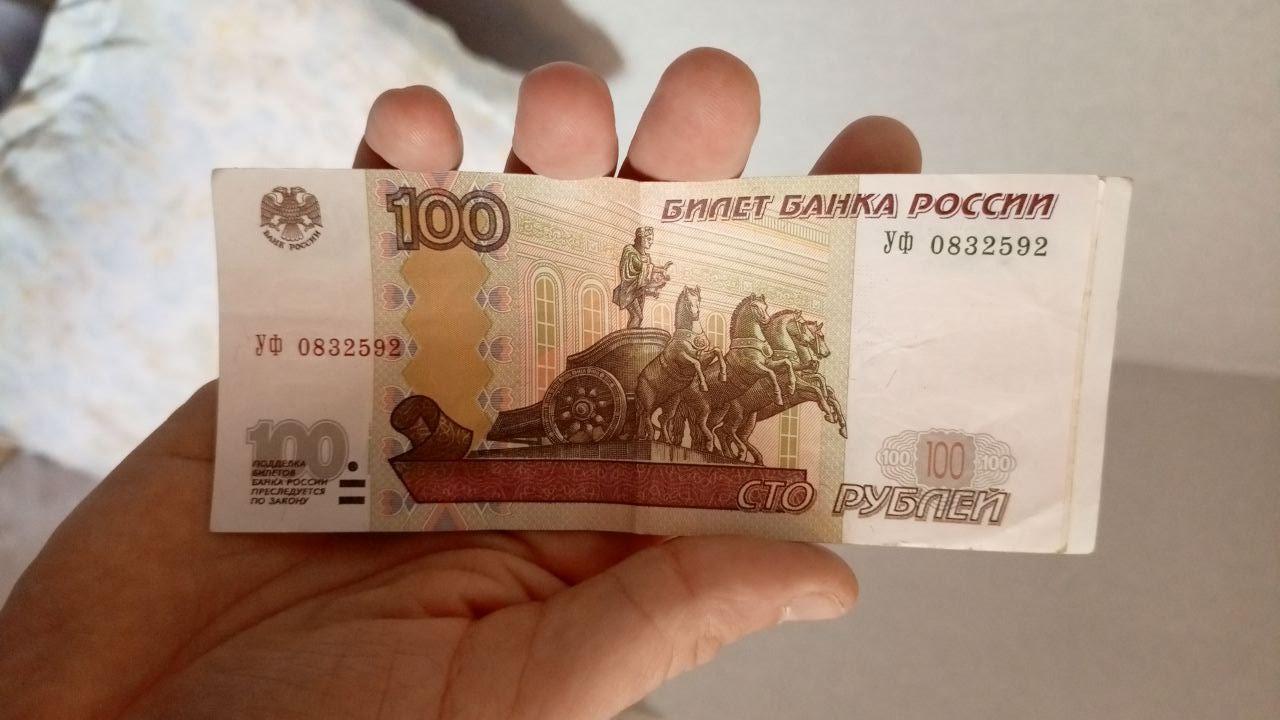 БАНК РОССИИ
100
БИЛЕТ БАНКА РОССИИ
УФ 0832592
УФ 0832592
100
ПОДДЕЛКА
БИЛЕТОВ
БАНКА РОССИИ
ПРЕСЛЕДУЕТСЯ
ПО ЗАКОНУ
100 100 100
СТО РУБЛЕЙ